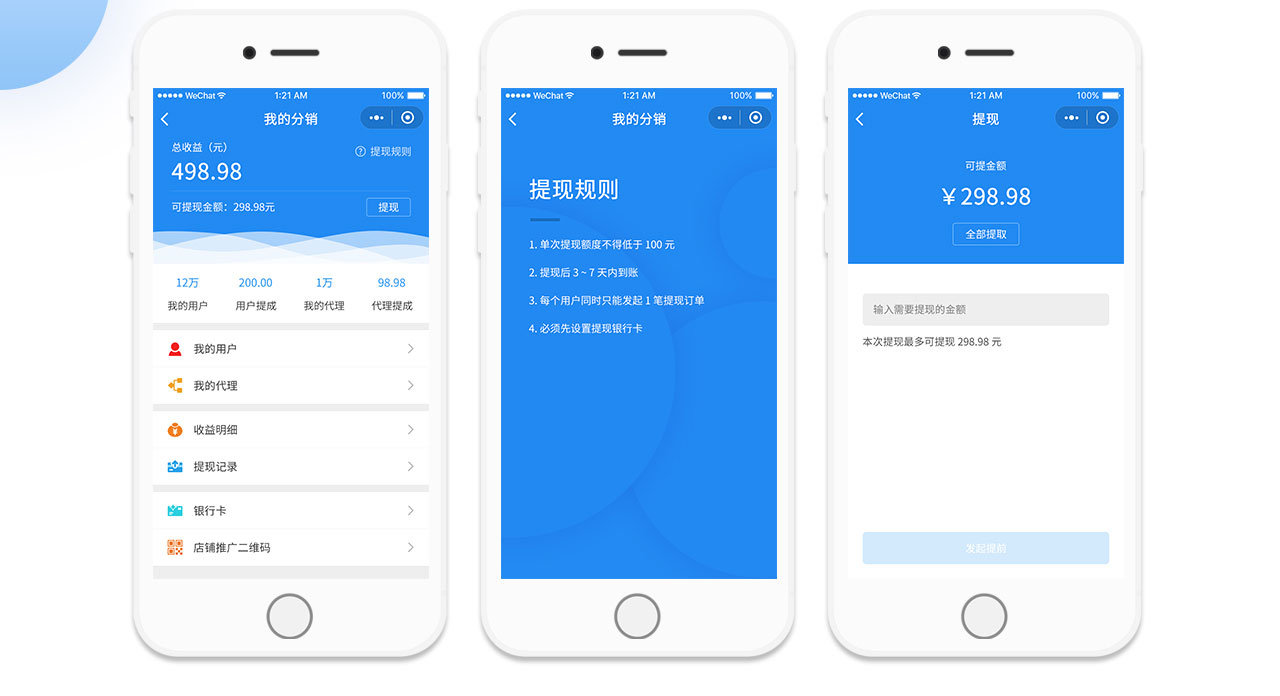 WeChat 1:21 AM 100%
我的分销
总收益（元）
提现规则
498.98
可提现金额：298.98元
提现
12万 200.00 1万 98.98
我的用户 用户提成 我的代理 代理提成
我的用户
我的代理
收益明细
提现记录
银行卡
店铺推广二维码
WeChat 1:21 AM 100%
我的分销
提现规则
1. 单次提现额度不得低于 100 元
2. 提现后 3 ~ 7 天内到账
3. 每个用户同时只能发起 1 笔提现订单
4. 必须先设置提现银行卡
WeChat 1:21 AM 100%
提现
可提金额
￥298.98
全部提取
输入需要提现的金额
本次提现最多可提现 298.98 元
发起提前